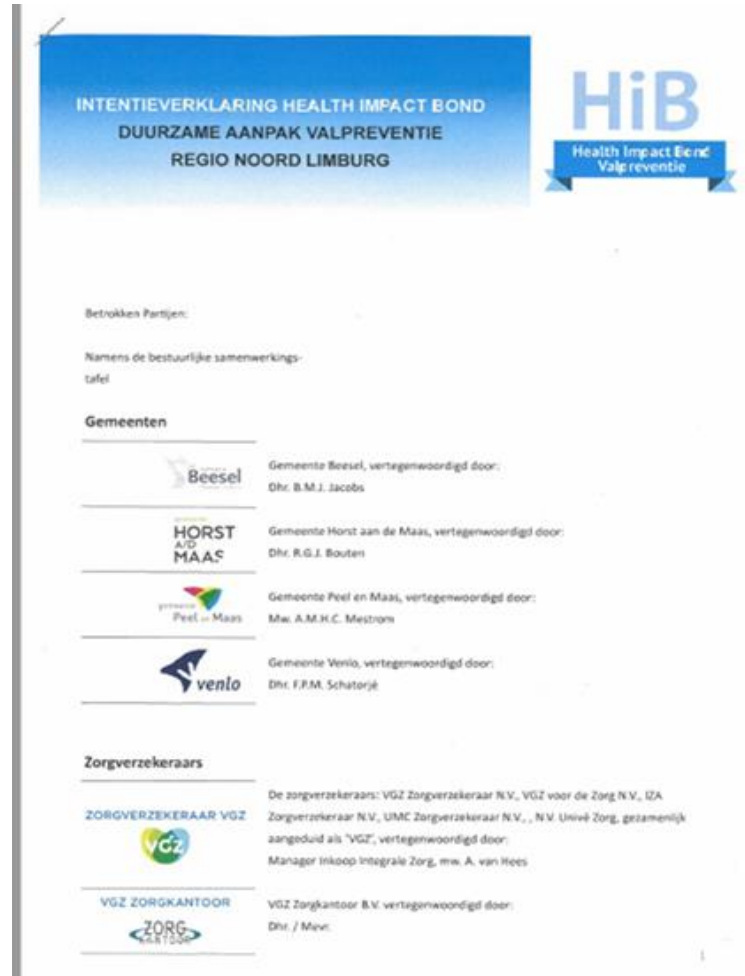 INTENTIEVERKLARING HEALTH IMPACT BOND
DUURZAME AANPAK VALPREVENTIE
REGIO NOORD LIMBURG
HiB
Health Impact Bond
Valpreventie
Betrokken Partijen:
Namens de bestuurlijke samenwerkings-
tafel
Gemeenten
Beesel
Gemeente Beesel, vertegenwoordigd door:
Dhr. B.M.J. Jacobs
HORST
A/D
MAAS
Gemeente Horst aan de Maas, vertegenwoordigd door:
Dhr. R.G.J. Bouten
gemeente
Peel en Maas
Gemeente Peel en Maas, vertegenwoordigd door:
Mw. A.M.H.C. Mestrom
venlo
Gemeente Venlo, vertegenwoordigd door:
Dhr. F.P.M. Schatorjé
Zorgverzekeraars
ZORGVERZEKERAAR VGZ
VGZ
De zorgverzekeraars: VGZ Zorgverzekeraar N.V., VGZ voor de Zorg N.V., IZA
Zorgverzekeraar N.V., UMC Zorgverzekeraar N.V., , N.V. Univé Zorg, gezamenlijk
aangeduid als 'VGZ', vertegenwoordigd door:
Manager Inkoop Integrale Zorg, mw. A. van Hees
VGZ ZORGKANTOOR
ZORG
KANTOOR
VGZ Zorgkantoor B.V. vertegenwoordigd door:
Dhr. / Mevr.
1